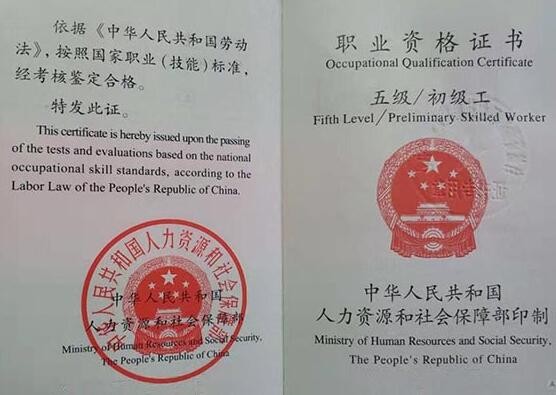 依据《中华人民共和国劳动
法》，按照国家职业（技能）标准，
经考核鉴定合格。
特发此证。
This certificate is hereby issued upon the passing
of the tests and evaluations based on the national
occupational skill standards, according to the
Labor Law of the People's Republic of China.
中华人民共和国人力资源和社会保障部
中华人民共和国
人力资源和社会保障部
Ministry of Human Resources and Social Security,
The People's Republic of China
职业资格证书
Occupational Qualification Certificate
五级/初级工
Fifth Level/Preliminary Skilled Worker
中华人民共和国
人力资源和社会保障部印制
Ministry of Human Resources and Social Security,
The People's Republic of China